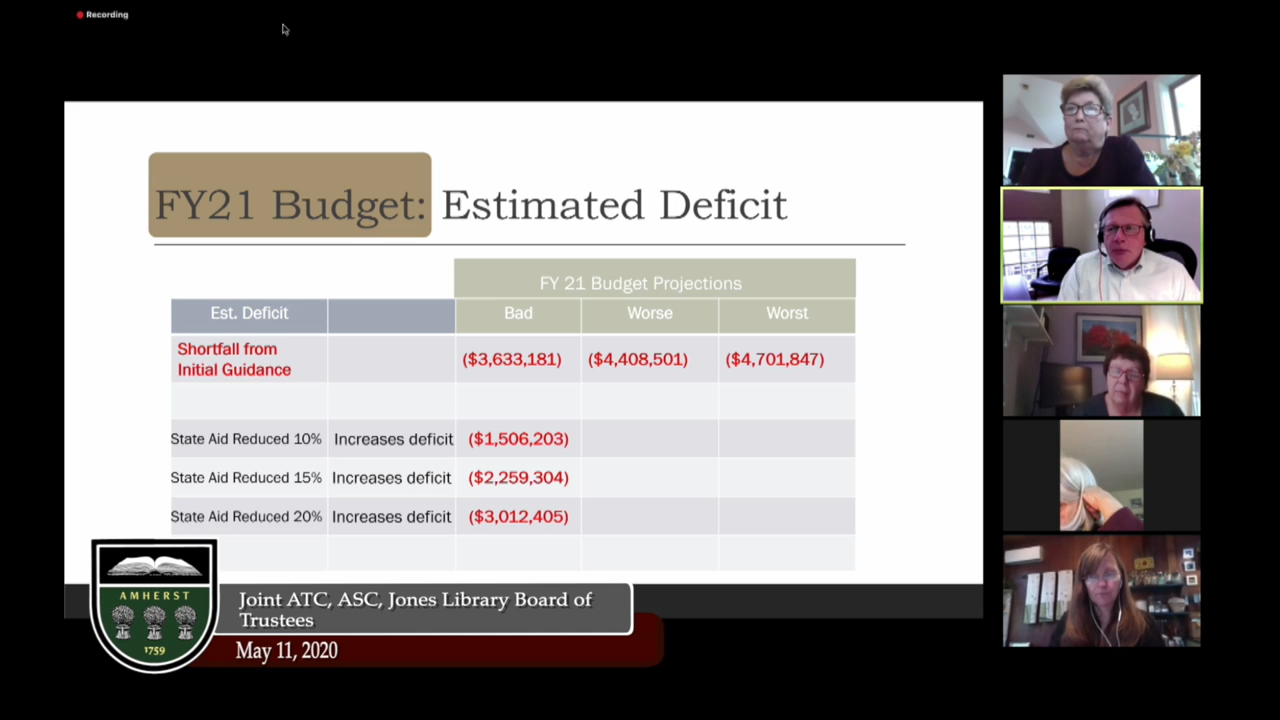 Recording
FY21 Budget: Estimated Deficit
FY 21 Budget Projections
Est. Deficit Bad Worse Worst
Shortfall from
Initial Guidance
($3,633,181) ($4,408,501) ($4,701,847)
State Aid Reduced 10% Increases deficit ($1,506,203)
State Aid Reduced 15% Increases deficit ($2,259,304)
State Aid Reduced 20% Increases deficit ($3,012,405)
AMHERST
1759
Joint ATC, ASC, Jones Library Board of
Trustees
May 11, 2020